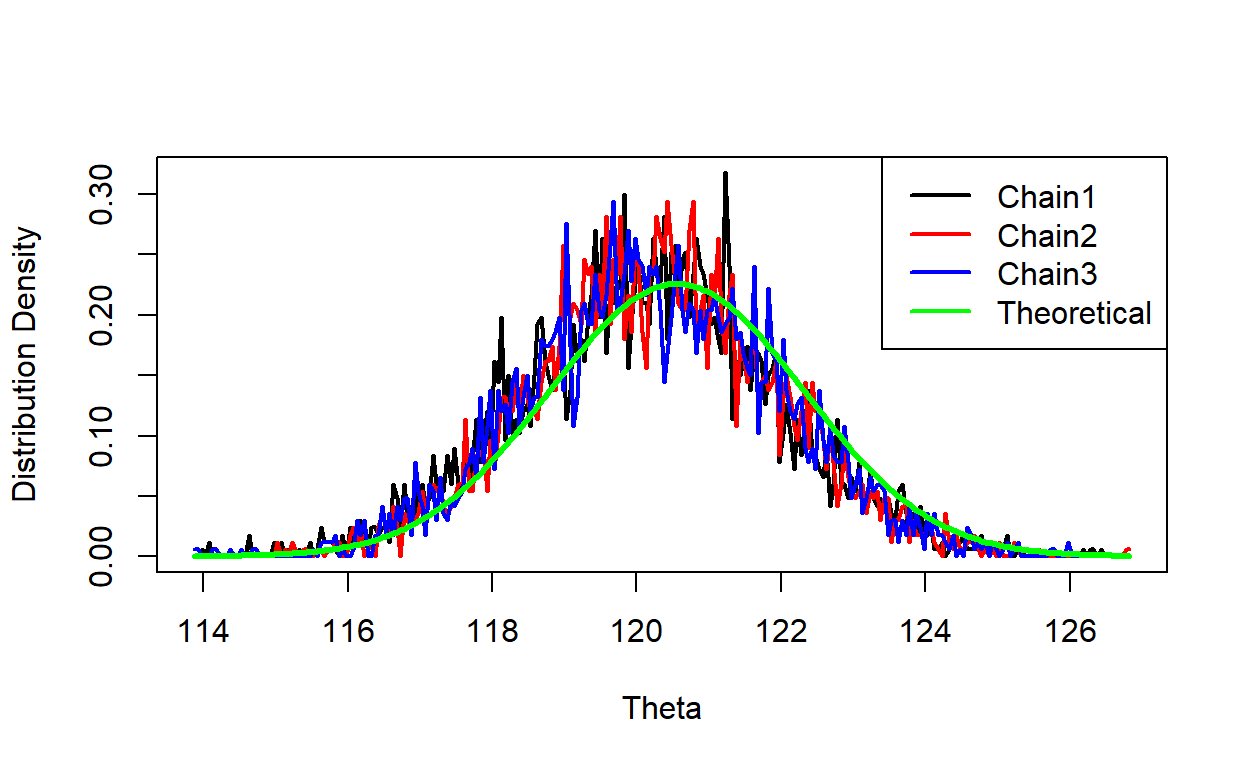 Distribution Density
0.30
0.20
0.10
0.00
Chain1
Chain2
Chain3
Theoretical
114 116 118 120 122 124 126
Theta